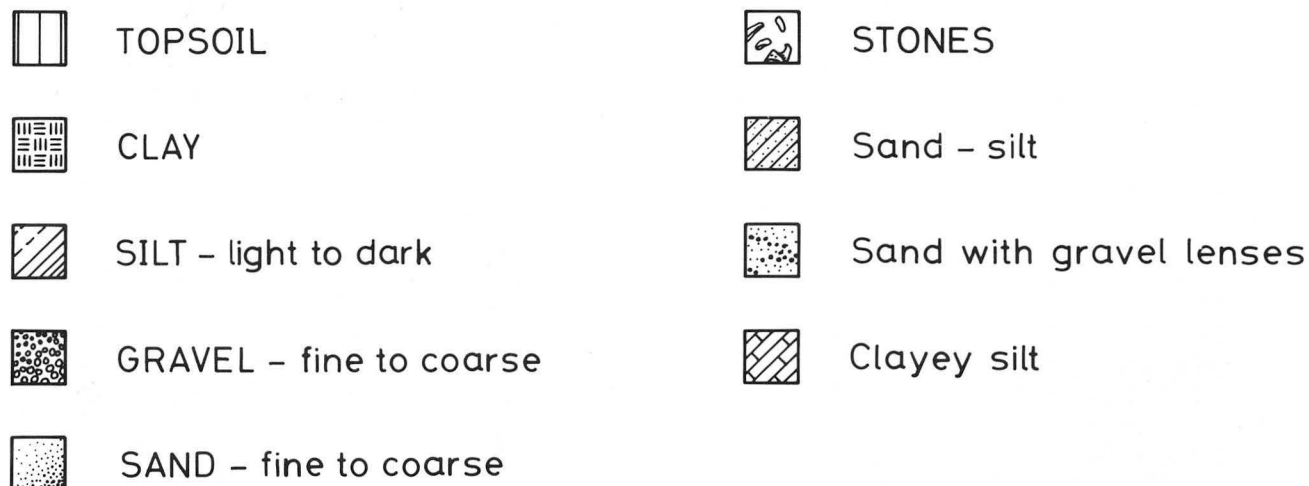 TOPSOIL
CLAY
SILT – light to dark
GRAVEL – fine to coarse
SAND – fine to coarse
STONES
Sand – silt
Sand with gravel lenses
Clayey silt